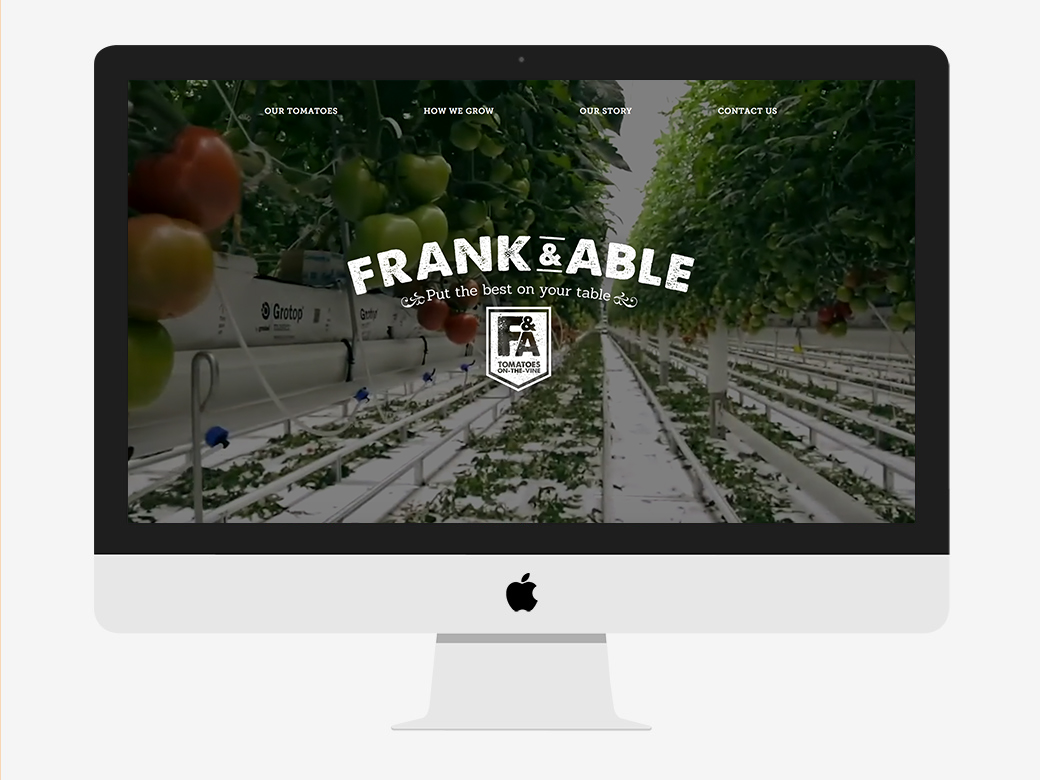 OUR TOMATOES HOW WE GROW OUR STORY CONTACT US
FRANK & ABLE
Put the best on your table
F&A
TOMATOES
ON-THE-VINE
Grotop
Grotop